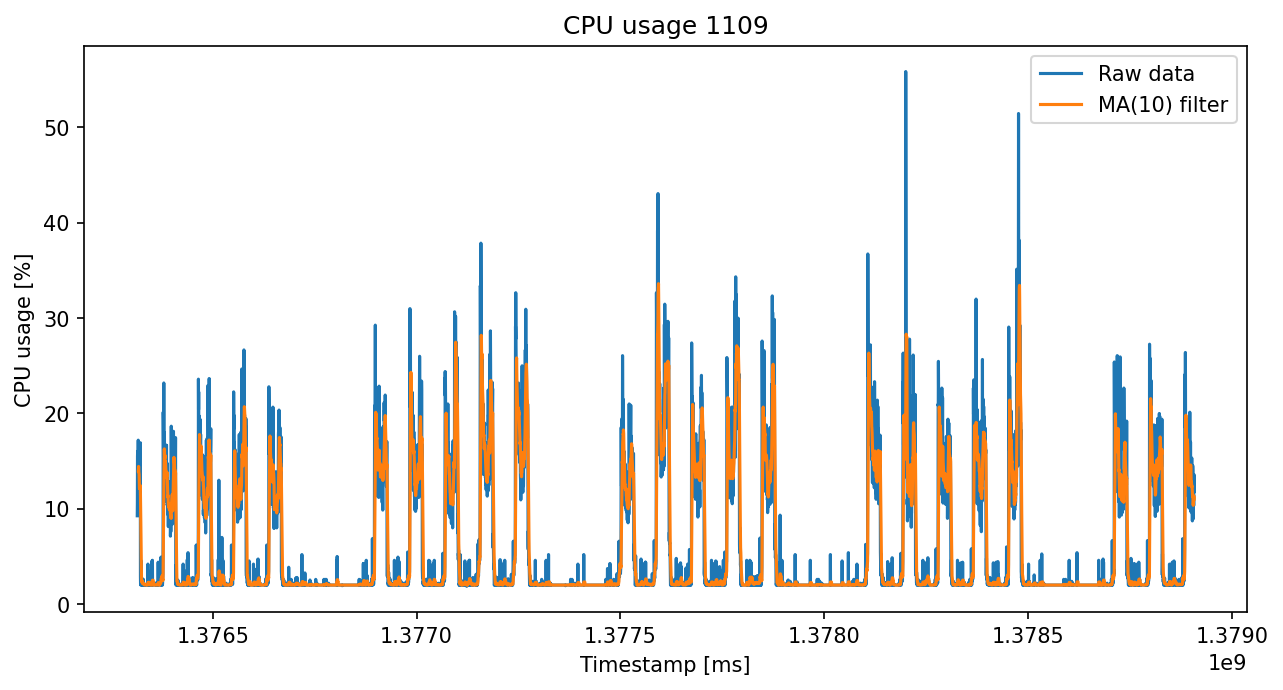 CPU usage 1109
Raw data
MA(10) filter
CPU usage [%]
50
40
30
20
10
0
1.3765 1.3770 1.3775 1.3780 1.3785 1.3790
1e9
Timestamp [ms]